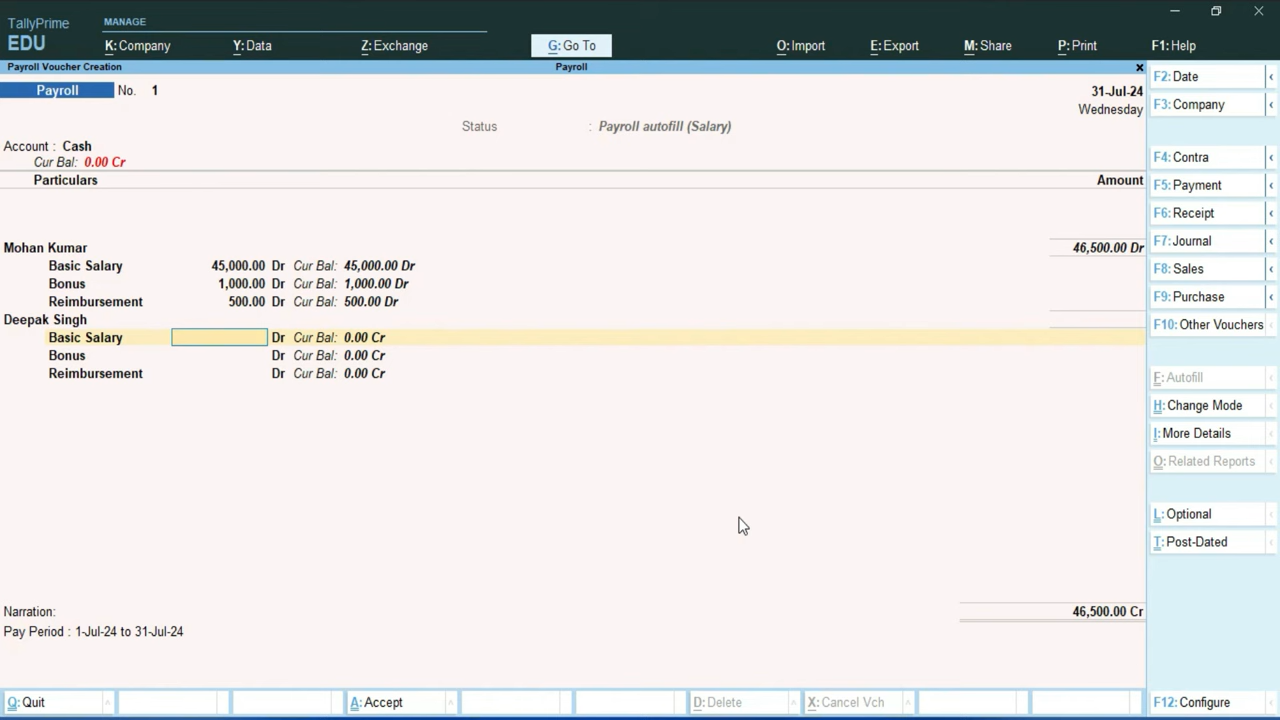 TallyPrime
EDU
MANAGE
K: Company
Y: Data
Z: Exchange
G: Go To
O: Import
E: Export
M: Share
P: Print
F1: Help
Payroll Voucher Creation
Payroll
x
Payroll No. 1
31-Jul-24
Wednesday
Status : Payroll autofill (Salary)
Account : Cash
Cur Bal: 0.00 Cr
Particulars
Amount
Mohan Kumar 46,500.00 Dr
Basic Salary 45,000.00 Dr Cur Bal: 45,000.00 Dr
Bonus 1,000.00 Dr Cur Bal: 1,000.00 Dr
Reimbursement 500.00 Dr Cur Bal: 500.00 Dr
Deepak Singh
Basic Salary Dr Cur Bal: 0.00 Cr
Bonus Dr Cur Bal: 0.00 Cr
Reimbursement Dr Cur Bal: 0.00 Cr
Narration: 46,500.00 Cr
Pay Period : 1-Jul-24 to 31-Jul-24
F2: Date
F3: Company
F4: Contra
F5: Payment
F6: Receipt
F7: Journal
F8: Sales
F9: Purchase
F10: Other Vouchers
F: Autofill
H: Change Mode
I: More Details
O: Related Reports
L: Optional
T: Post-Dated
Q: Quit
A: Accept
D: Delete
X: Cancel Vch
F12: Configure